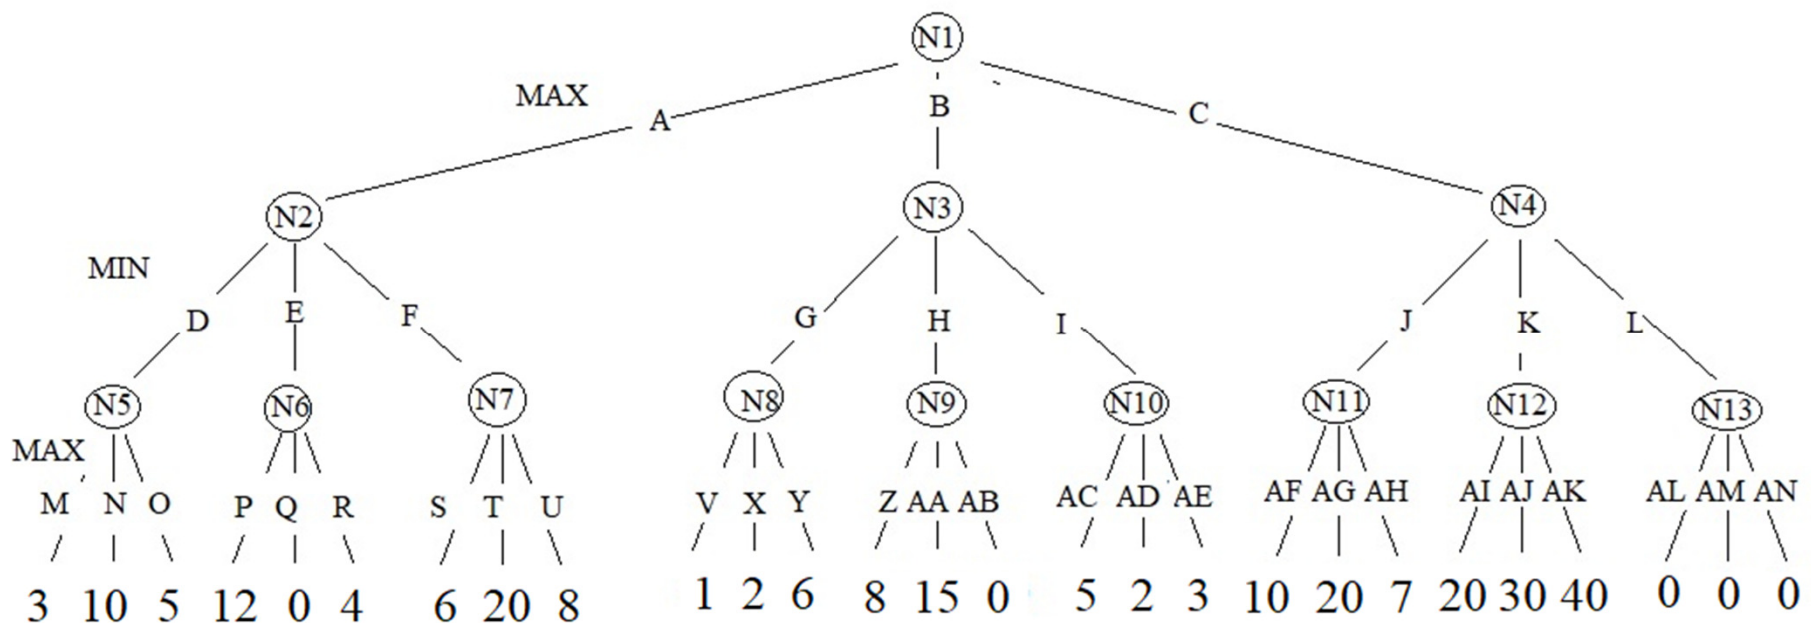 N1
MAX
A
B
C
N2
N3
N4
MIN
D
E
F
G
H
I
J
K
L
N5
N6
N7
N8
N9
N10
N11
N12
N13
MAX
M N O P Q R S T U V X Y Z AA AB AC AD AE AF AG AH AI AJ AK AL AM AN
3 10 5 12 0 4 6 20 8 1 2 6 8 15 0 5 2 3 10 20 7 20 30 40 0 0 0